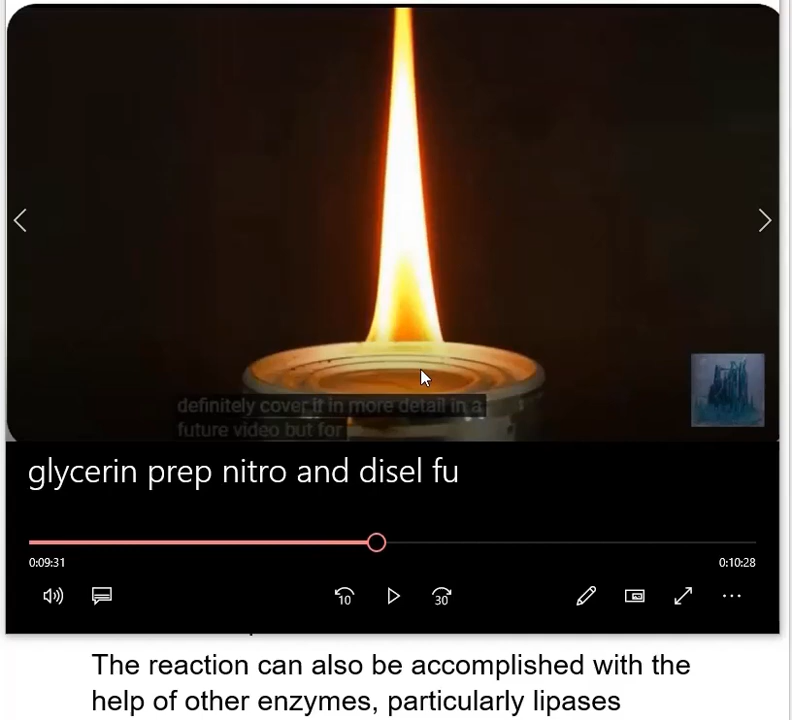 definitely cover it in more detail in a
future video but for
glycerin prep nitro and disel fu
0:09:31
0:10:28
10
30
The reaction can also be accomplished with the
help of other enzymes, particularly lipases